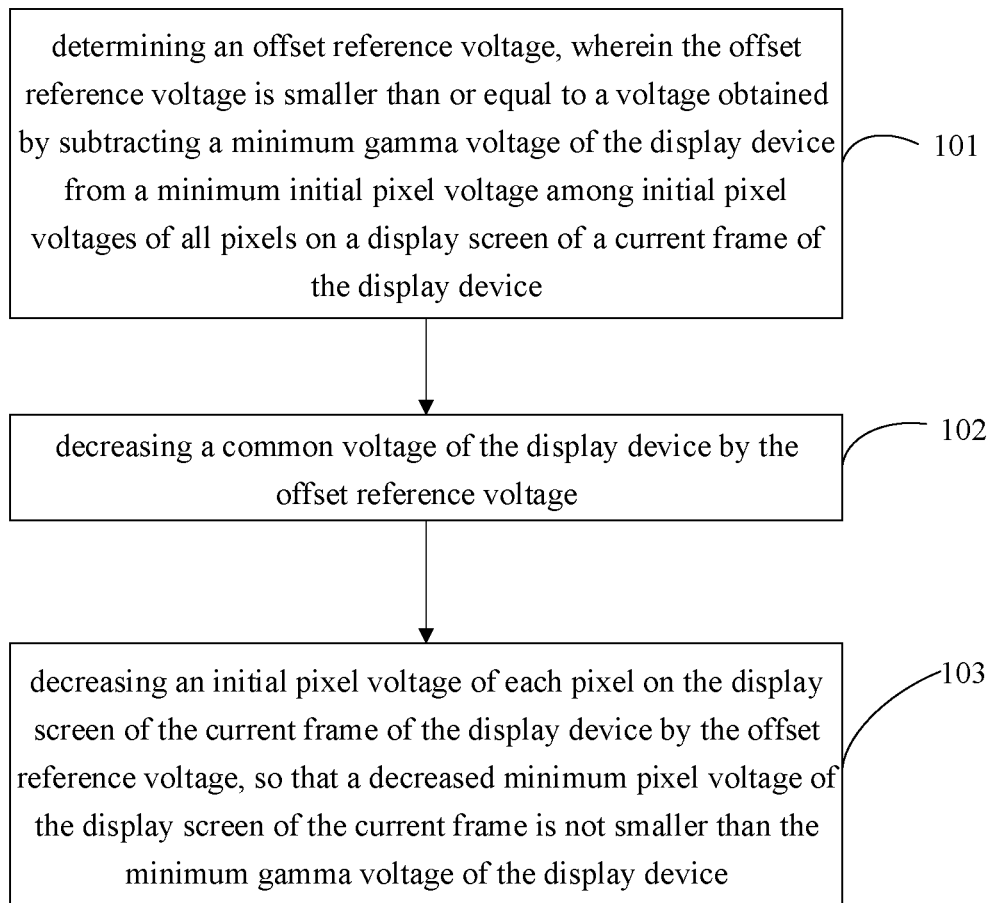 determining an offset reference voltage, wherein the offset
reference voltage is smaller than or equal to a voltage obtained
by subtracting a minimum gamma voltage of the display device
from a minimum initial pixel voltage among initial pixel
voltages of all pixels on a display screen of a current frame of
the display device
101
decreasing a common voltage of the display device by the
offset reference voltage
102
decreasing an initial pixel voltage of each pixel on the display
screen of the current frame of the display device by the offset
reference voltage, so that a decreased minimum pixel voltage of
the display screen of the current frame is not smaller than the
minimum gamma voltage of the display device
103